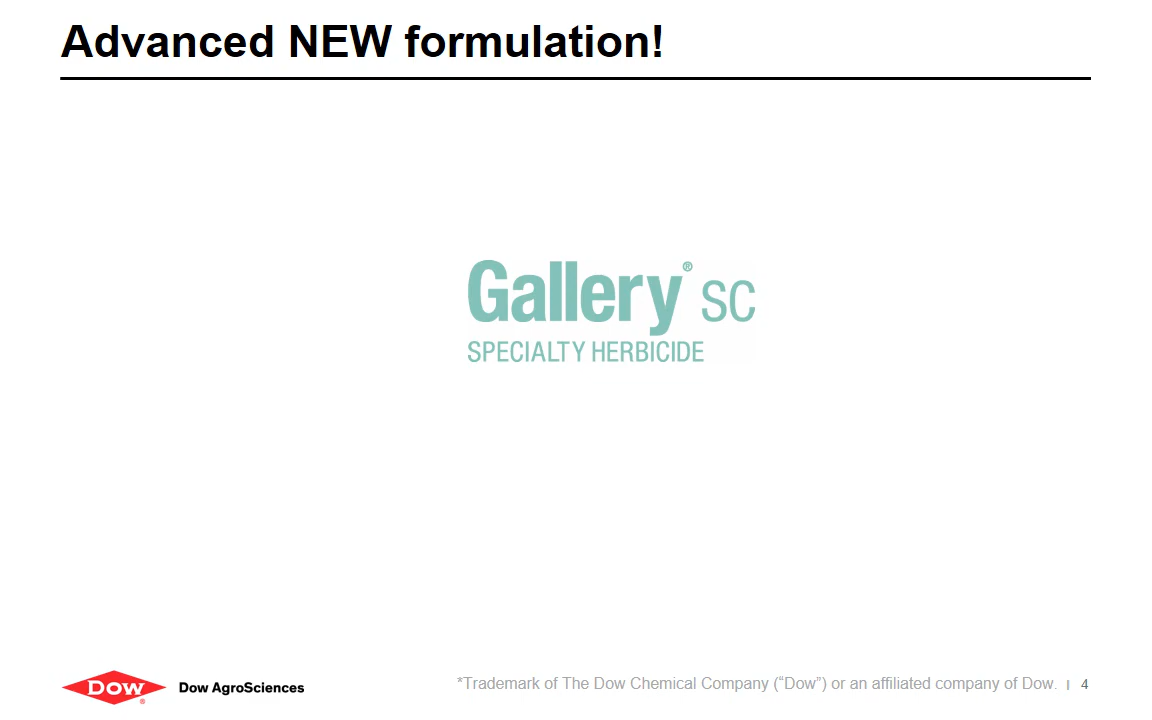 Advanced NEW formulation!
Gallery® SC
SPECIALTY HERBICIDE
DOW® Dow AgroSciences
*Trademark of The Dow Chemical Company (“Dow”) or an affiliated company of Dow. I 4